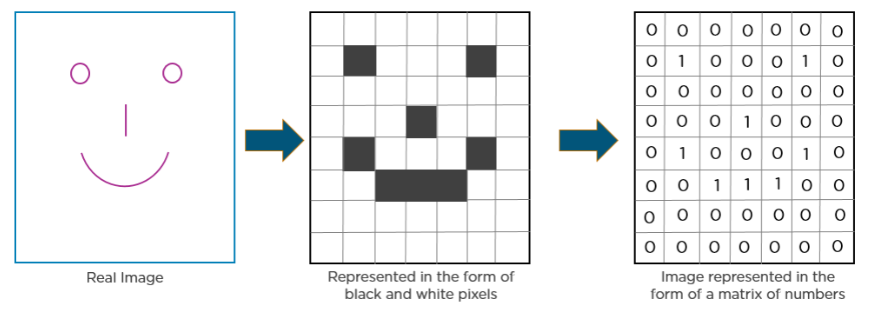 0 0 0 0 0 0 0
0 1 0 0 0 1 0
0 0 0 0 0 0 0
0 0 0 1 0 0 0
0 1 0 0 0 1 0
0 0 1 1 1 0 0
0 0 0 0 0 0 0
0 0 0 0 0 0 0
Real Image
Represented in the form of
black and white pixels
Image represented in the
form of a matrix of numbers